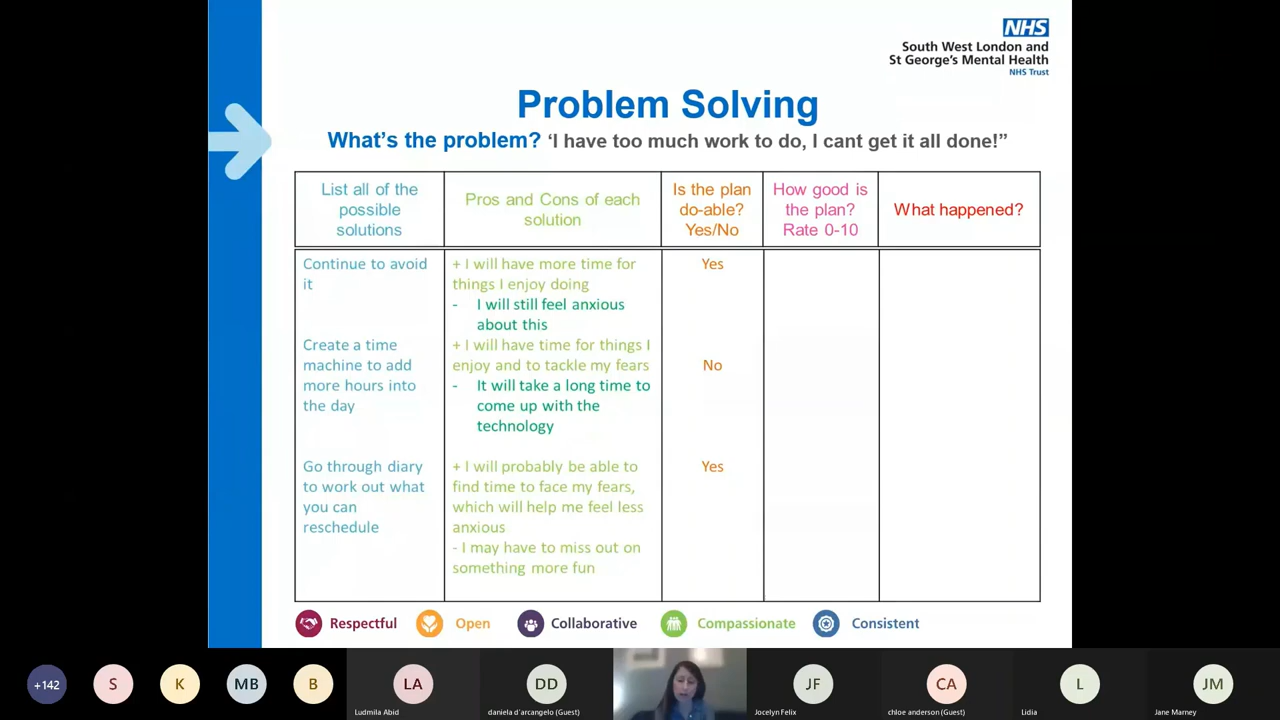 NHS
South West London and
St George's Mental Health
NHS Trust
Problem Solving
What's the problem? ‘I have too much work to do, I cant get it all done!”
List all of the
possible
solutions
Pros and Cons of each
solution
Is the plan
do-able?
Yes/No
How good is
the plan?
Rate 0-10
What happened?
Continue to avoid
it
+ I will have more time for
things I enjoy doing
- I will still feel anxious
about this
Yes
Create a time
machine to add
more hours into
the day
+ I will have time for things I
enjoy and to tackle my fears
- It will take a long time to
come up with the
technology
No
Go through diary
to work out what
you can
reschedule
+ I will probably be able to
find time to face my fears,
which will help me feel less
anxious
- I may have to miss out on
something more fun
Yes
Respectful
Open
Collaborative
Compassionate
Consistent
+142
S
K
MB
B
LA
Ludmila Abid
DD
daniela d'arcangelo (Guest)
JF
Jocelyn Felix
CA
chloe anderson (Guest)
L
Lidia
JM
Jane Marney